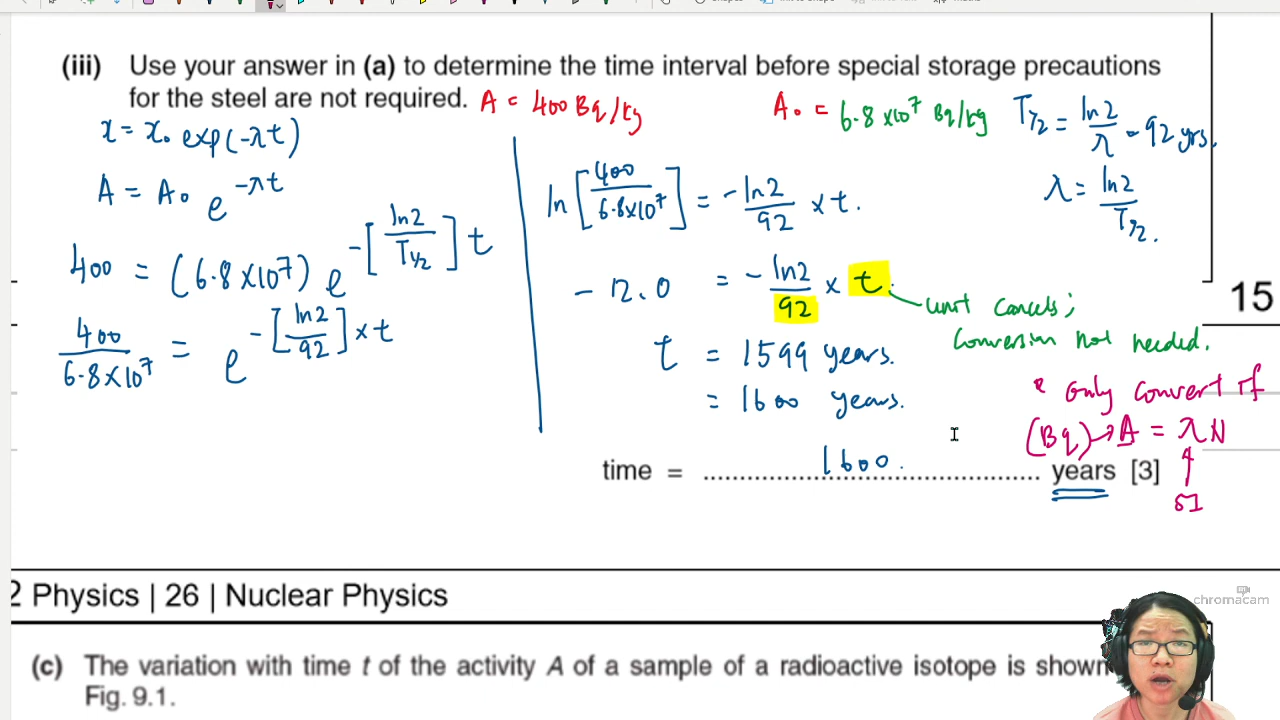 (iii) Use your answer in (a) to determine the time interval before special storage precautions
for the steel are not required. A = 400 Bq/kg
A₀ = 6.8 x10⁷ Bq/kg
T½ = ln2/λ = 92 yrs.
λ = ln2/T½.
x = x₀ exp(-λt)
A = A₀ e^-λt
400 = (6.8 x10⁷) e^-[ln2/T½] t
400/6.8x10⁷ = e^-[ln2/92] x t
ln [400/6.8x10⁷] = -ln2/92 x t.
- 12.0 = - ln2/92 x t.
unit cancels;
conversion not needed.
t = 1599 years.
= 1600 years.
* only convert if
(Bq) → A = λN
↑
SI
time = ........ 1600. ........ years [3]
15
2 Physics | 26 | Nuclear Physics
chromacam
(c) The variation with time t of the activity A of a sample of a radioactive isotope is shown
Fig. 9.1.